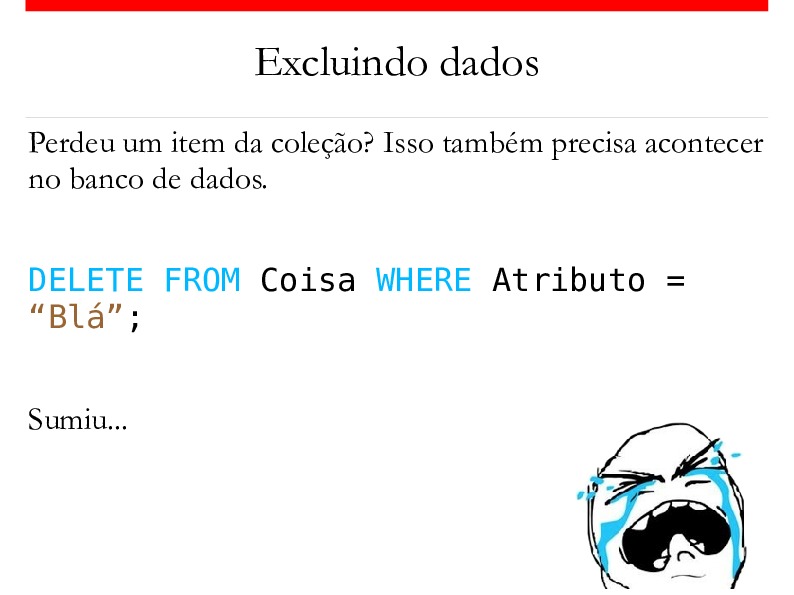 Excluindo dados
Perdeu um item da coleção? Isso também precisa acontecer
no banco de dados.
DELETE FROM Coisa WHERE Atributo =
“Blá”;
Sumiu...